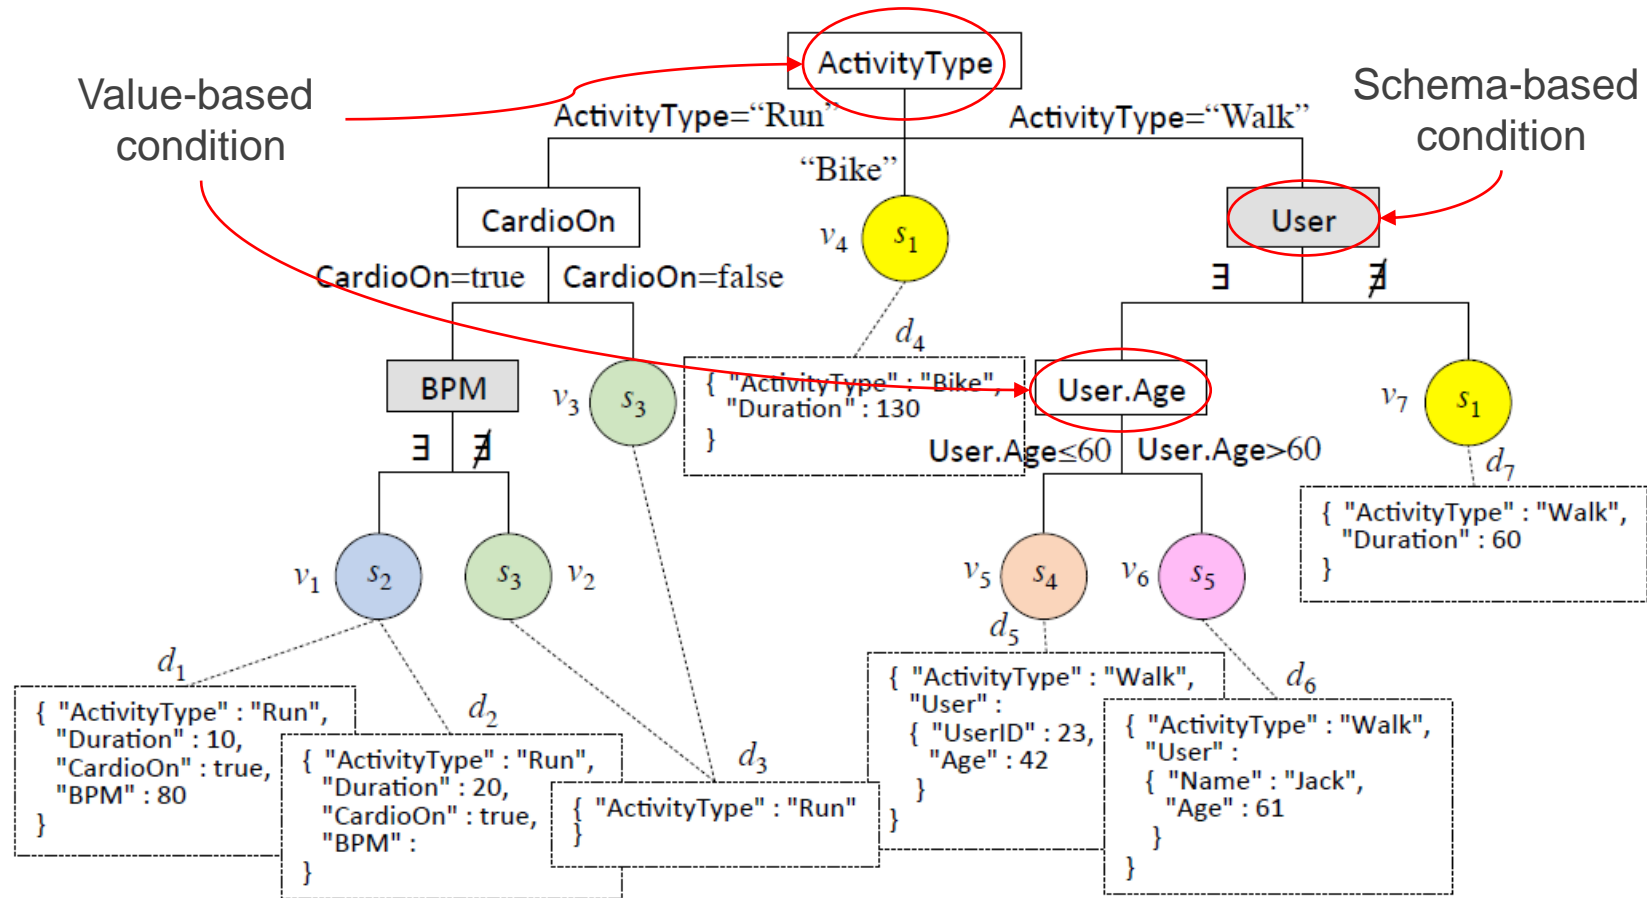 ActivityType
Value-based
condition
Schema-based
condition
ActivityType="Run"
ActivityType="Walk"
"Bike"
CardioOn
v4
s1
User
CardioOn=true
CardioOn=false
∃
∄
d4
BPM
v3
s3
{ "ActivityType" : "Bike",
"Duration" : 130
}
User.Age
v7
s1
∃
∄
User.Age≤60
User.Age>60
d7
{ "ActivityType" : "Walk",
"Duration" : 60
}
v1
s2
s3
v2
v5
s4
v6
s5
d1
{ "ActivityType" : "Run",
"Duration" : 10,
"CardioOn" : true,
"BPM" : 80
}
d2
{ "ActivityType" : "Run",
"Duration" : 20,
"CardioOn" : true,
"BPM" :
}
d3
{ "ActivityType" : "Run"
}
d5
{ "ActivityType" : "Walk",
"User" :
{ "UserID" : 23,
"Age" : 42
}
}
d6
{ "ActivityType" : "Walk",
"User" :
{ "Name" : "Jack",
"Age" : 61
}
}